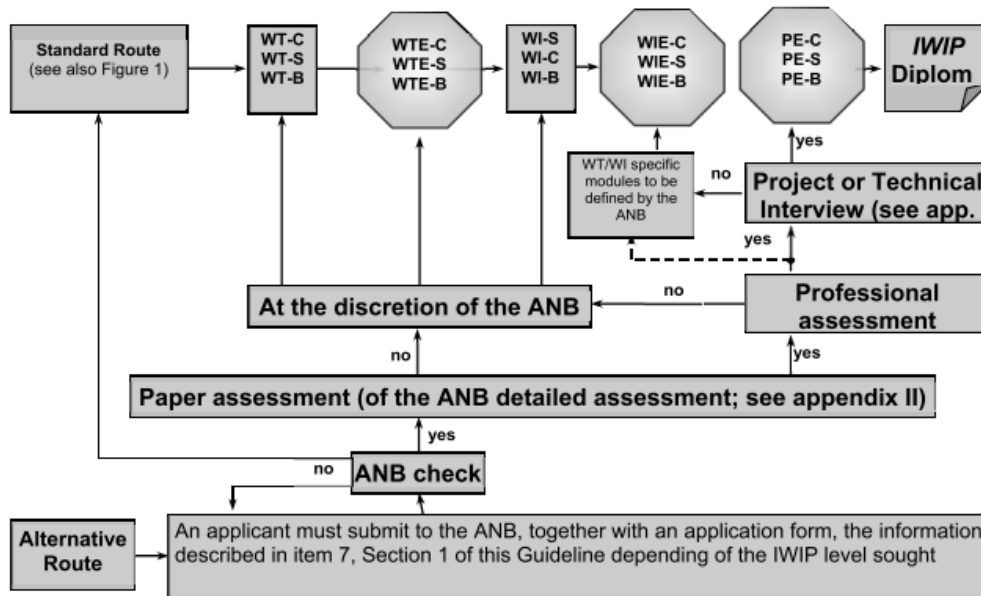 Standard Route
(see also Figure 1)
WT-C
WT-S
WT-B
WTE-C
WTE-S
WTE-B
WI-S
WI-C
WI-B
WIE-C
WIE-S
WIE-B
PE-C
PE-S
PE-B
IWIP
Diplom
yes
WT/WI specific
modules to be
defined by the
ANB
no
Project or Technical
Interview (see app.
yes
At the discretion of the ANB
no
Professional
assessment
no
yes
Paper assessment (of the ANB detailed assessment; see appendix II)
yes
no
ANB check
Alternative
Route
An applicant must submit to the ANB, together with an application form, the information
described in item 7, Section 1 of this Guideline depending of the IWIP level sought